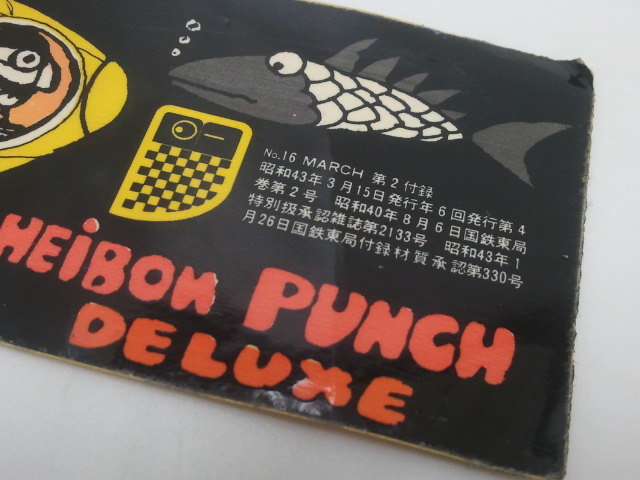 No.16 MARCH 第2付録
昭和43年3月15日発行年6回発行第4
巻第2号 昭和40年8月6日国鉄東局
特別扱承認雑誌第2133号 昭和43年1
月26日国鉄東局付録材質承認第330号
HEIBON PUNCH
DELUXE